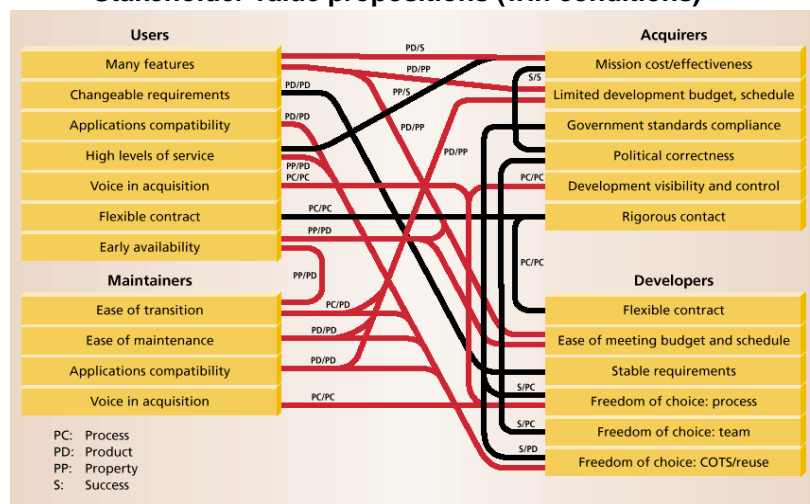 Stakeholder value propositions (win conditions)
Users
Many features
Changeable requirements
Applications compatibility
High levels of service
Voice in acquisition
Flexible contract
Early availability
Maintainers
Ease of transition
Ease of maintenance
Applications compatibility
Voice in acquisition
PC: Process
PD: Product
PP: Property
S: Success
PD/S
PD/PP
PD/PD
PP/S
PD/PD
PD/PP
PD/PP
PP/PD
PC/PC
PC/PC
PP/PD
PP/PD
PC/PD
PD/PD
PD/PD
PC/PC
S/S
PC/PC
PC/PC
S/PC
S/PC
S/PD
Acquirers
Mission cost/effectiveness
Limited development budget, schedule
Government standards compliance
Political correctness
Development visibility and control
Rigorous contact
Developers
Flexible contract
Ease of meeting budget and schedule
Stable requirements
Freedom of choice: process
Freedom of choice: team
Freedom of choice: COTS/reuse